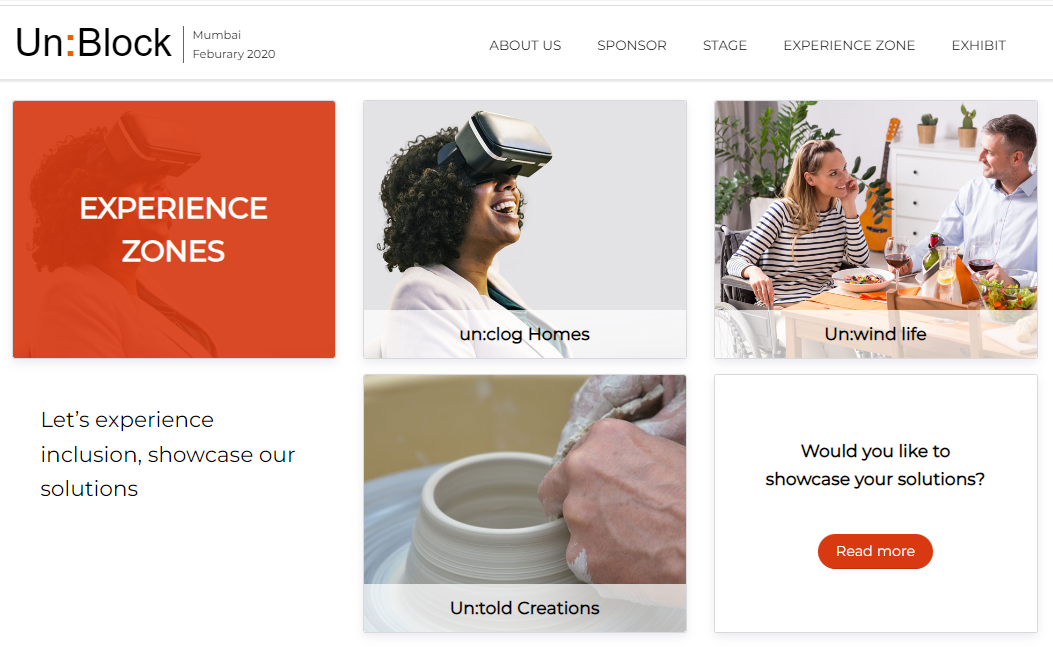 Un:Block
Mumbai
Feburary 2020
ABOUT US
SPONSOR
STAGE
EXPERIENCE ZONE
EXHIBIT
EXPERIENCE
ZONES
un:clog Homes
Un:wind life
Let’s experience
inclusion, showcase our
solutions
Un:told Creations
Would you like to
showcase your solutions?
Read more